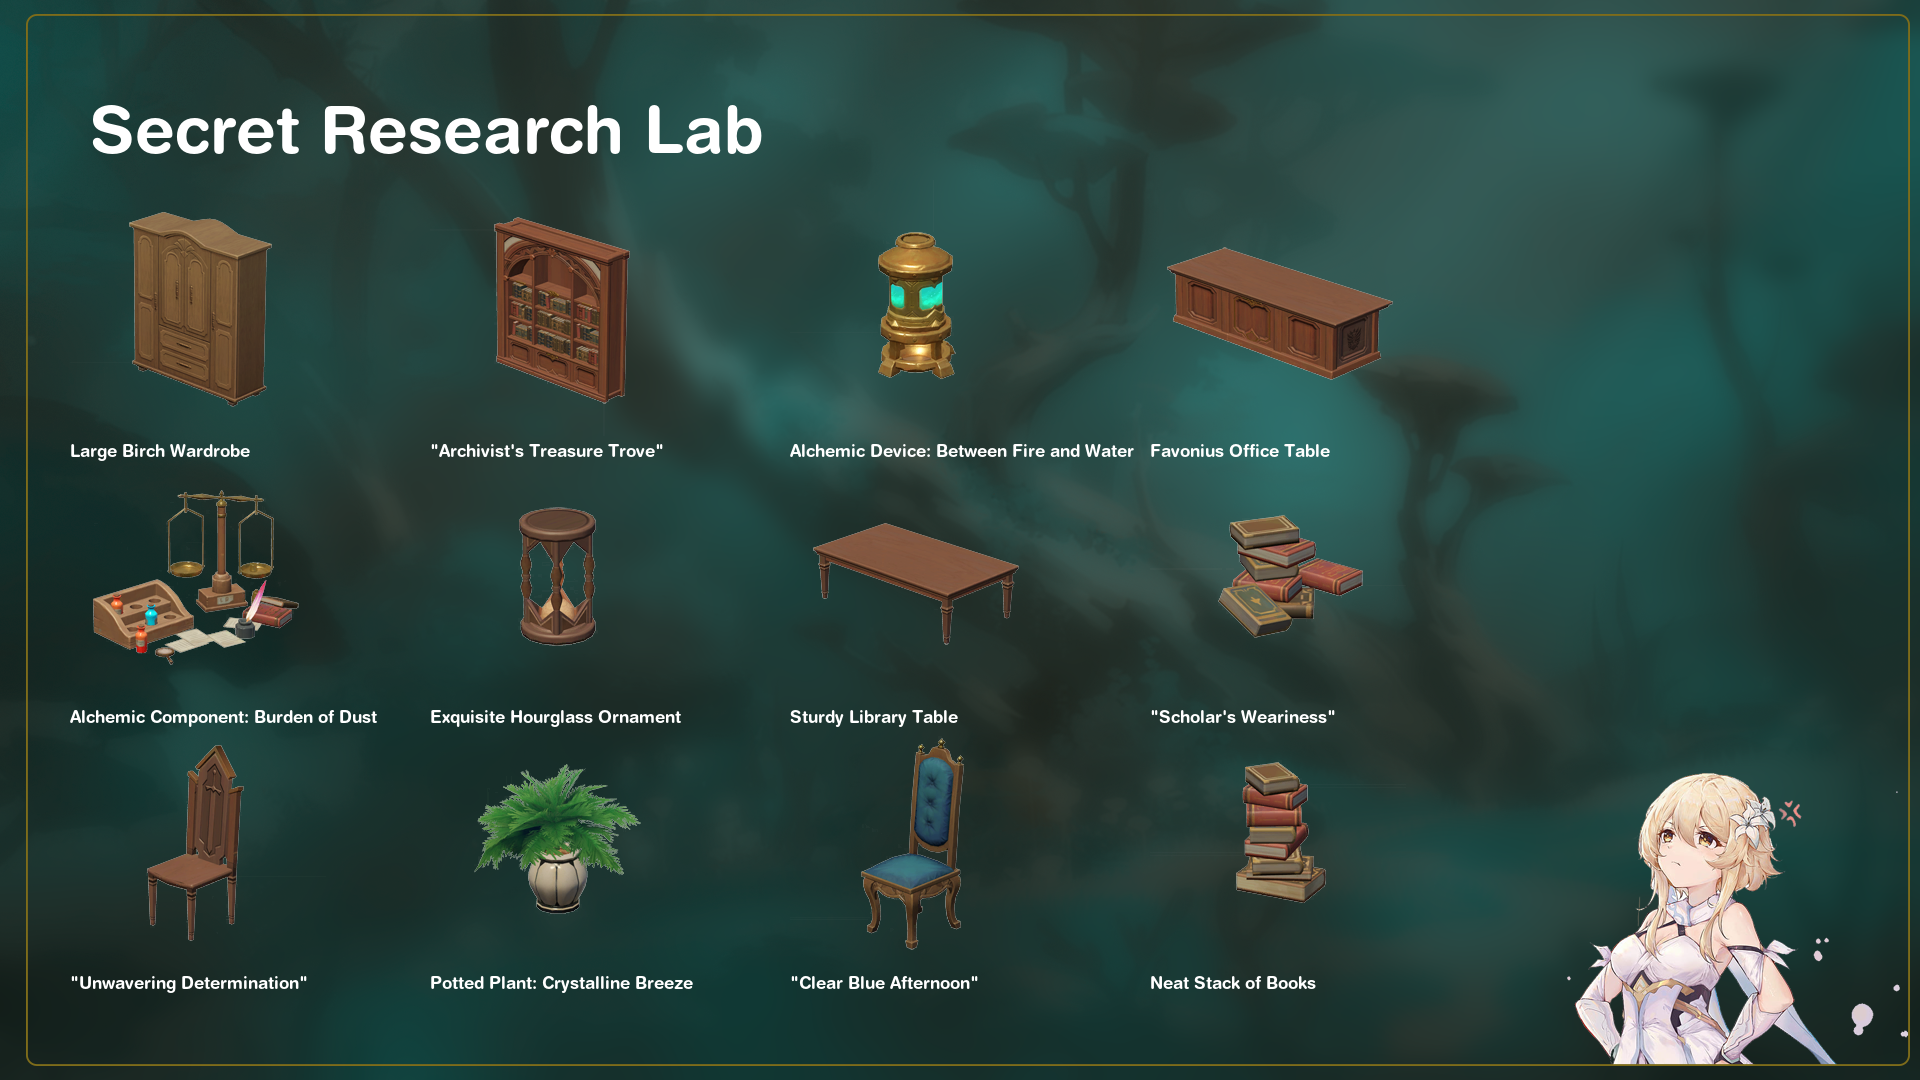 Secret Research Lab
Large Birch Wardrobe
"Archivist's Treasure Trove"
Alchemic Device: Between Fire and Water
Favonius Office Table
Alchemic Component: Burden of Dust
Exquisite Hourglass Ornament
Sturdy Library Table
"Scholar's Weariness"
"Unwavering Determination"
Potted Plant: Crystalline Breeze
"Clear Blue Afternoon"
Neat Stack of Books